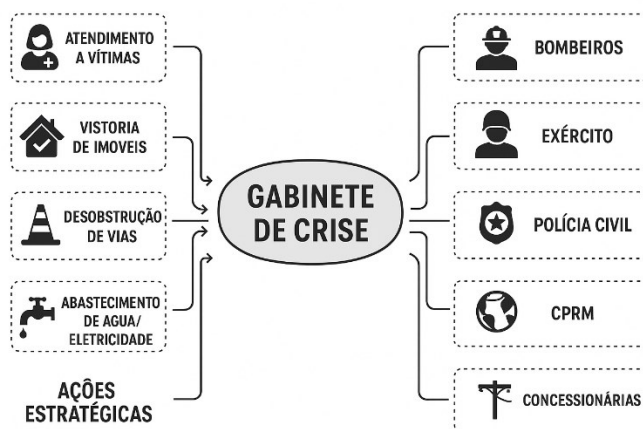 ATENDIMENTO
A VÍTIMAS
VISTORIA
DE IMOVEIS
DESOBSTRUÇÃO
DE VIAS
ABASTECIMENTO
DE AGUA/
ELETRICIDADE
AÇÕES
ESTRATÉGICAS
GABINETE
DE CRISE
BOMBEIROS
EXÉRCITO
POLÍCIA CIVIL
CPRM
CONCESSIONÁRIAS